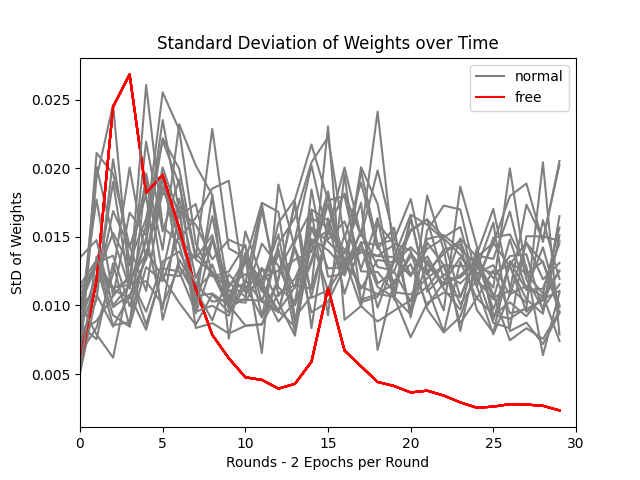 Standard Deviation of Weights over Time
normal
free
StD of Weights
0.025
0.020
0.015
0.010
0.005
0 5 10 15 20 25 30
Rounds - 2 Epochs per Round